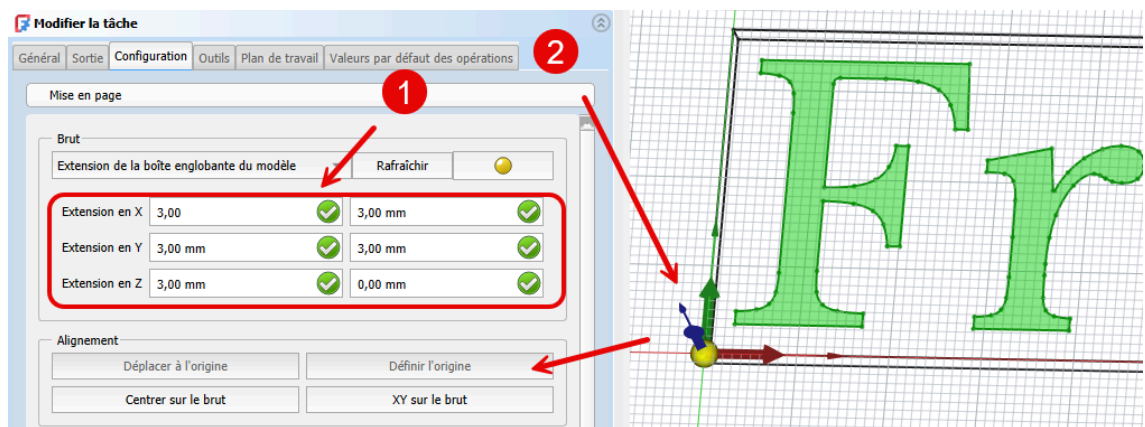 Modifier la tâche
Général Sortie Configuration Outils Plan de travail Valeurs par défaut des opérations
2
Mise en page
1
Brut
Extension de la boîte englobante du modèle Rafraîchir
Extension en X 3,00 3,00 mm
Extension en Y 3,00 mm 3,00 mm
Extension en Z 3,00 mm 0,00 mm
Alignement
Déplacer à l'origine Définir l'origine
Centrer sur le brut XY sur le brut
Fr